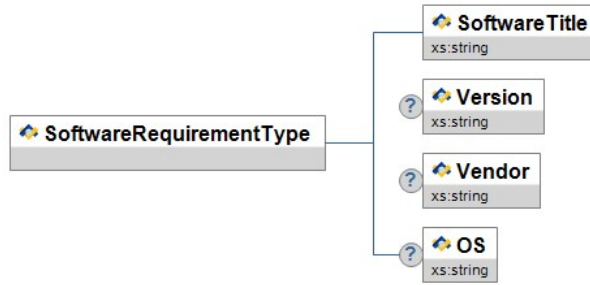 SoftwareTitle
xs:string
? Version
xs:string
SoftwareRequirementType
? Vendor
xs:string
? OS
xs:string